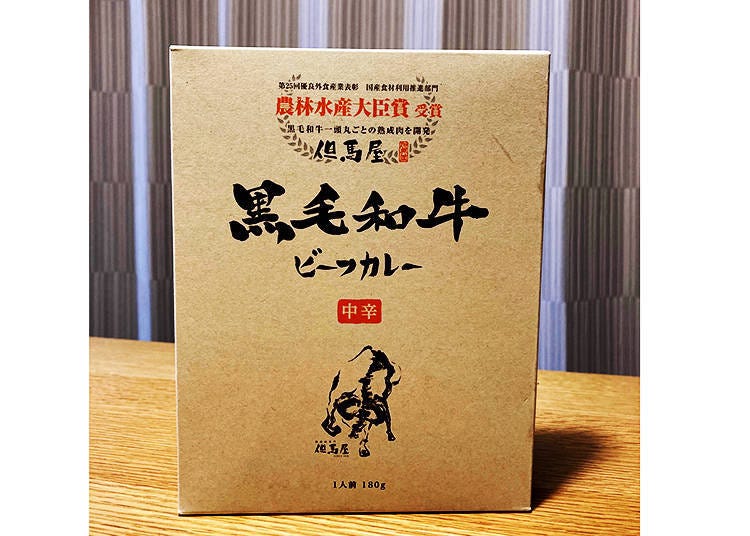 第25回優良外食産業表彰 国産食材利用推進部門
農林水産大臣賞 受賞
黒毛和牛一頭丸ごとの熟成肉を開発
但馬屋
黒毛和牛
ビーフカレー
中辛
但馬屋
1人前 180g